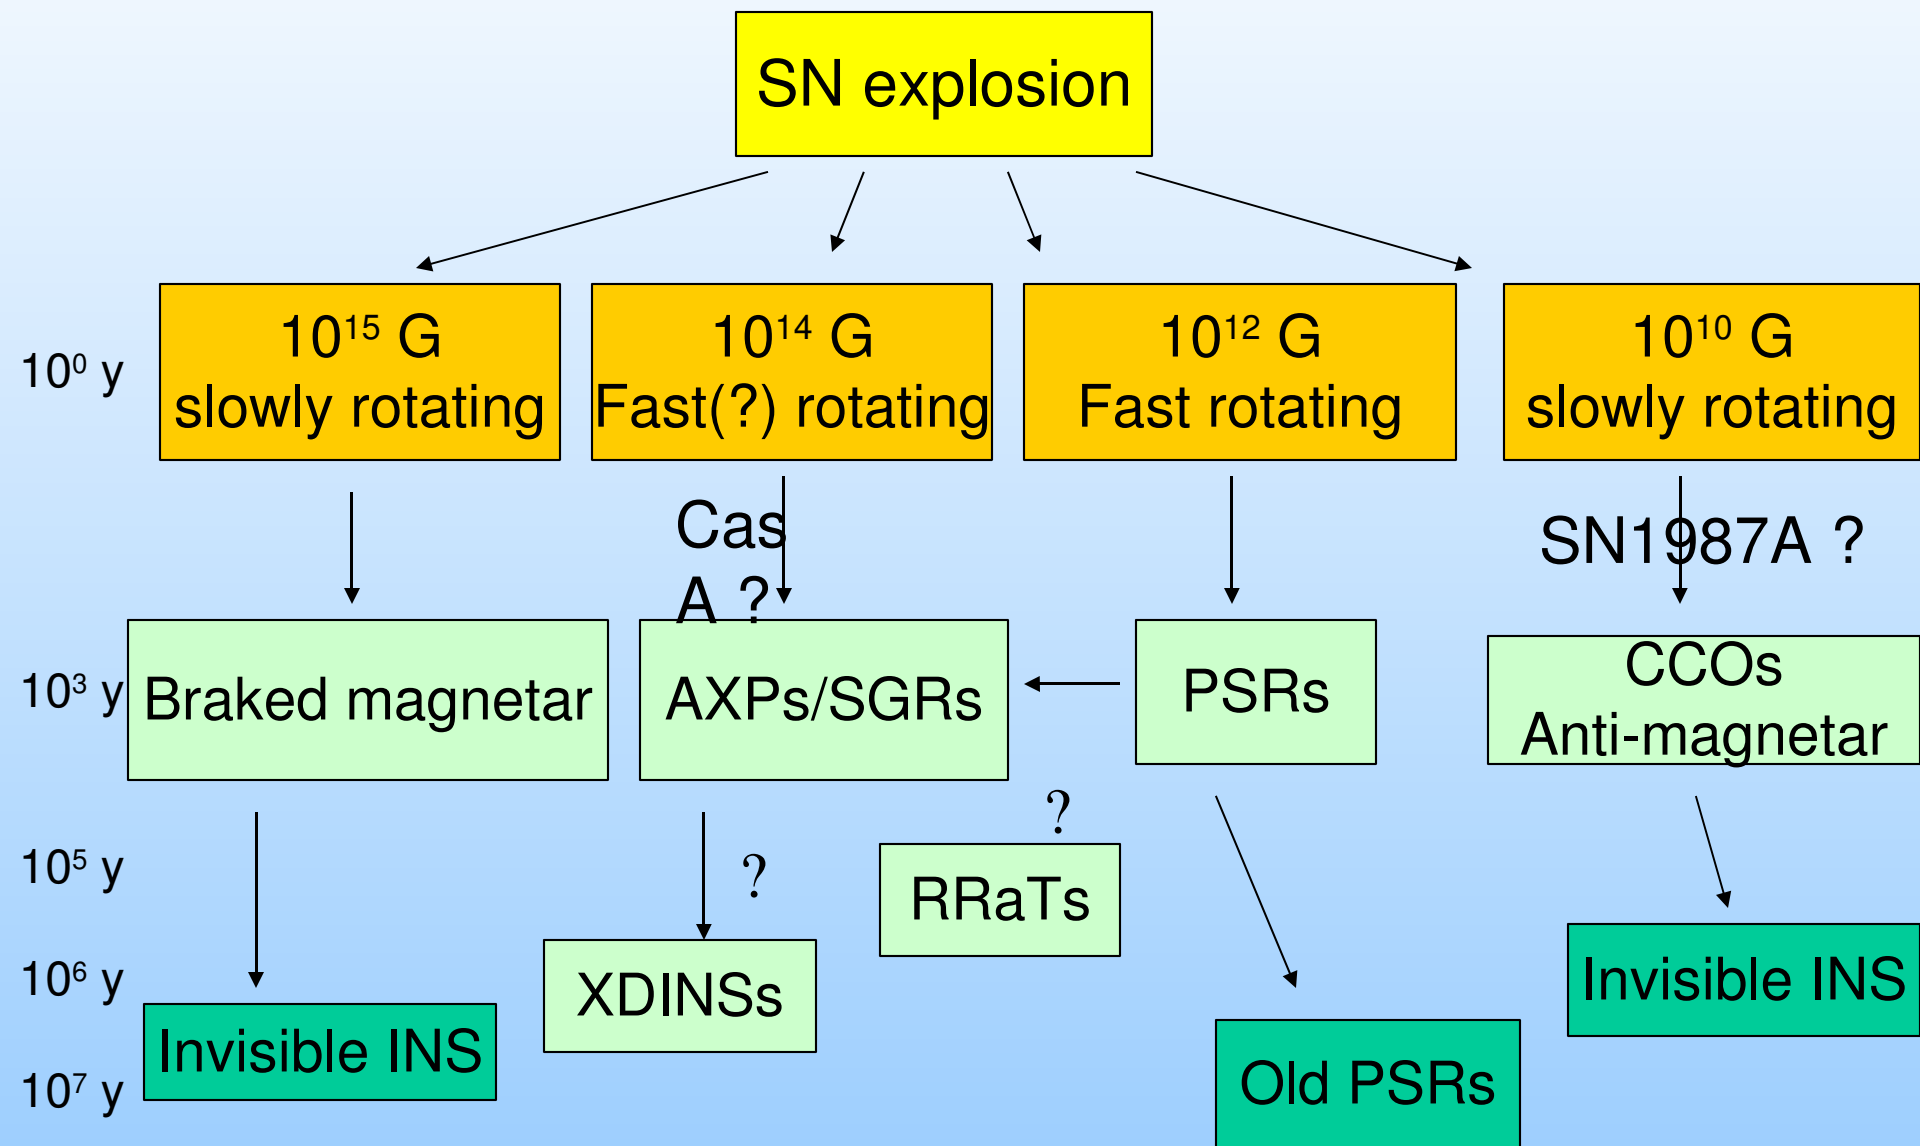 SN explosion
10¹⁵ G
slowly rotating
10¹⁴ G
Fast(?) rotating
10¹² G
Fast rotating
10¹⁰ G
slowly rotating
10⁰ y
Cas
A ?
SN1987A ?
10³ y
Braked magnetar
AXPs/SGRs
PSRs
CCOs
Anti-magnetar
?
10⁵ y
?
RRaTs
10⁶ y
XDINSs
Invisible INS
Invisible INS
10⁷ y
Old PSRs